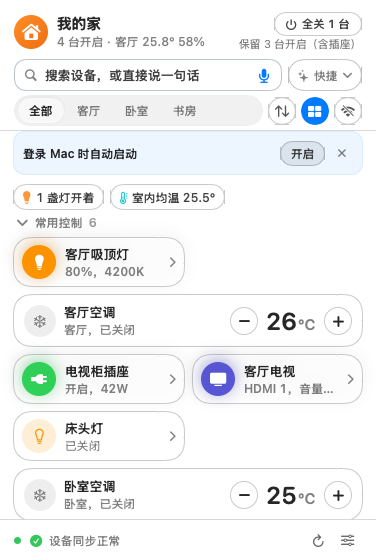 我的家
全关 1 台
4 台开启 · 客厅 25.8° 58%
保留 3 台开启（含插座）
搜索设备，或直接说一句话
快捷
全部 客厅 卧室 书房
登录 Mac 时自动启动
开启
1 盏灯开着
室内均温 25.5°
常用控制 6
客厅吸顶灯
80%，4200K
客厅空调
客厅，已关闭
26°C
电视柜插座
开启，42W
客厅电视
HDMI 1，音量...
床头灯
已关闭
卧室空调
卧室，已关闭
25°C
设备同步正常